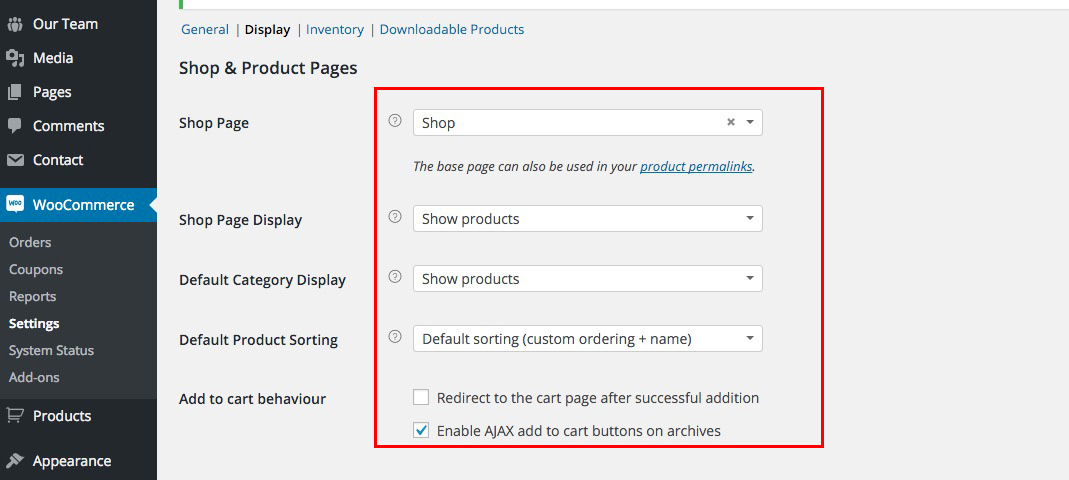 Our Team
Media
Pages
Comments
Contact
WOO WooCommerce
Orders
Coupons
Reports
Settings
System Status
Add-ons
Products
Appearance
General | Display | Inventory | Downloadable Products
Shop & Product Pages
Shop Page ? Shop × 
The base page can also be used in your product permalinks.
Shop Page Display ? Show products
Default Category Display ? Show products
Default Product Sorting ? Default sorting (custom ordering + name)
Add to cart behaviour Redirect to the cart page after successful addition
Enable AJAX add to cart buttons on archives